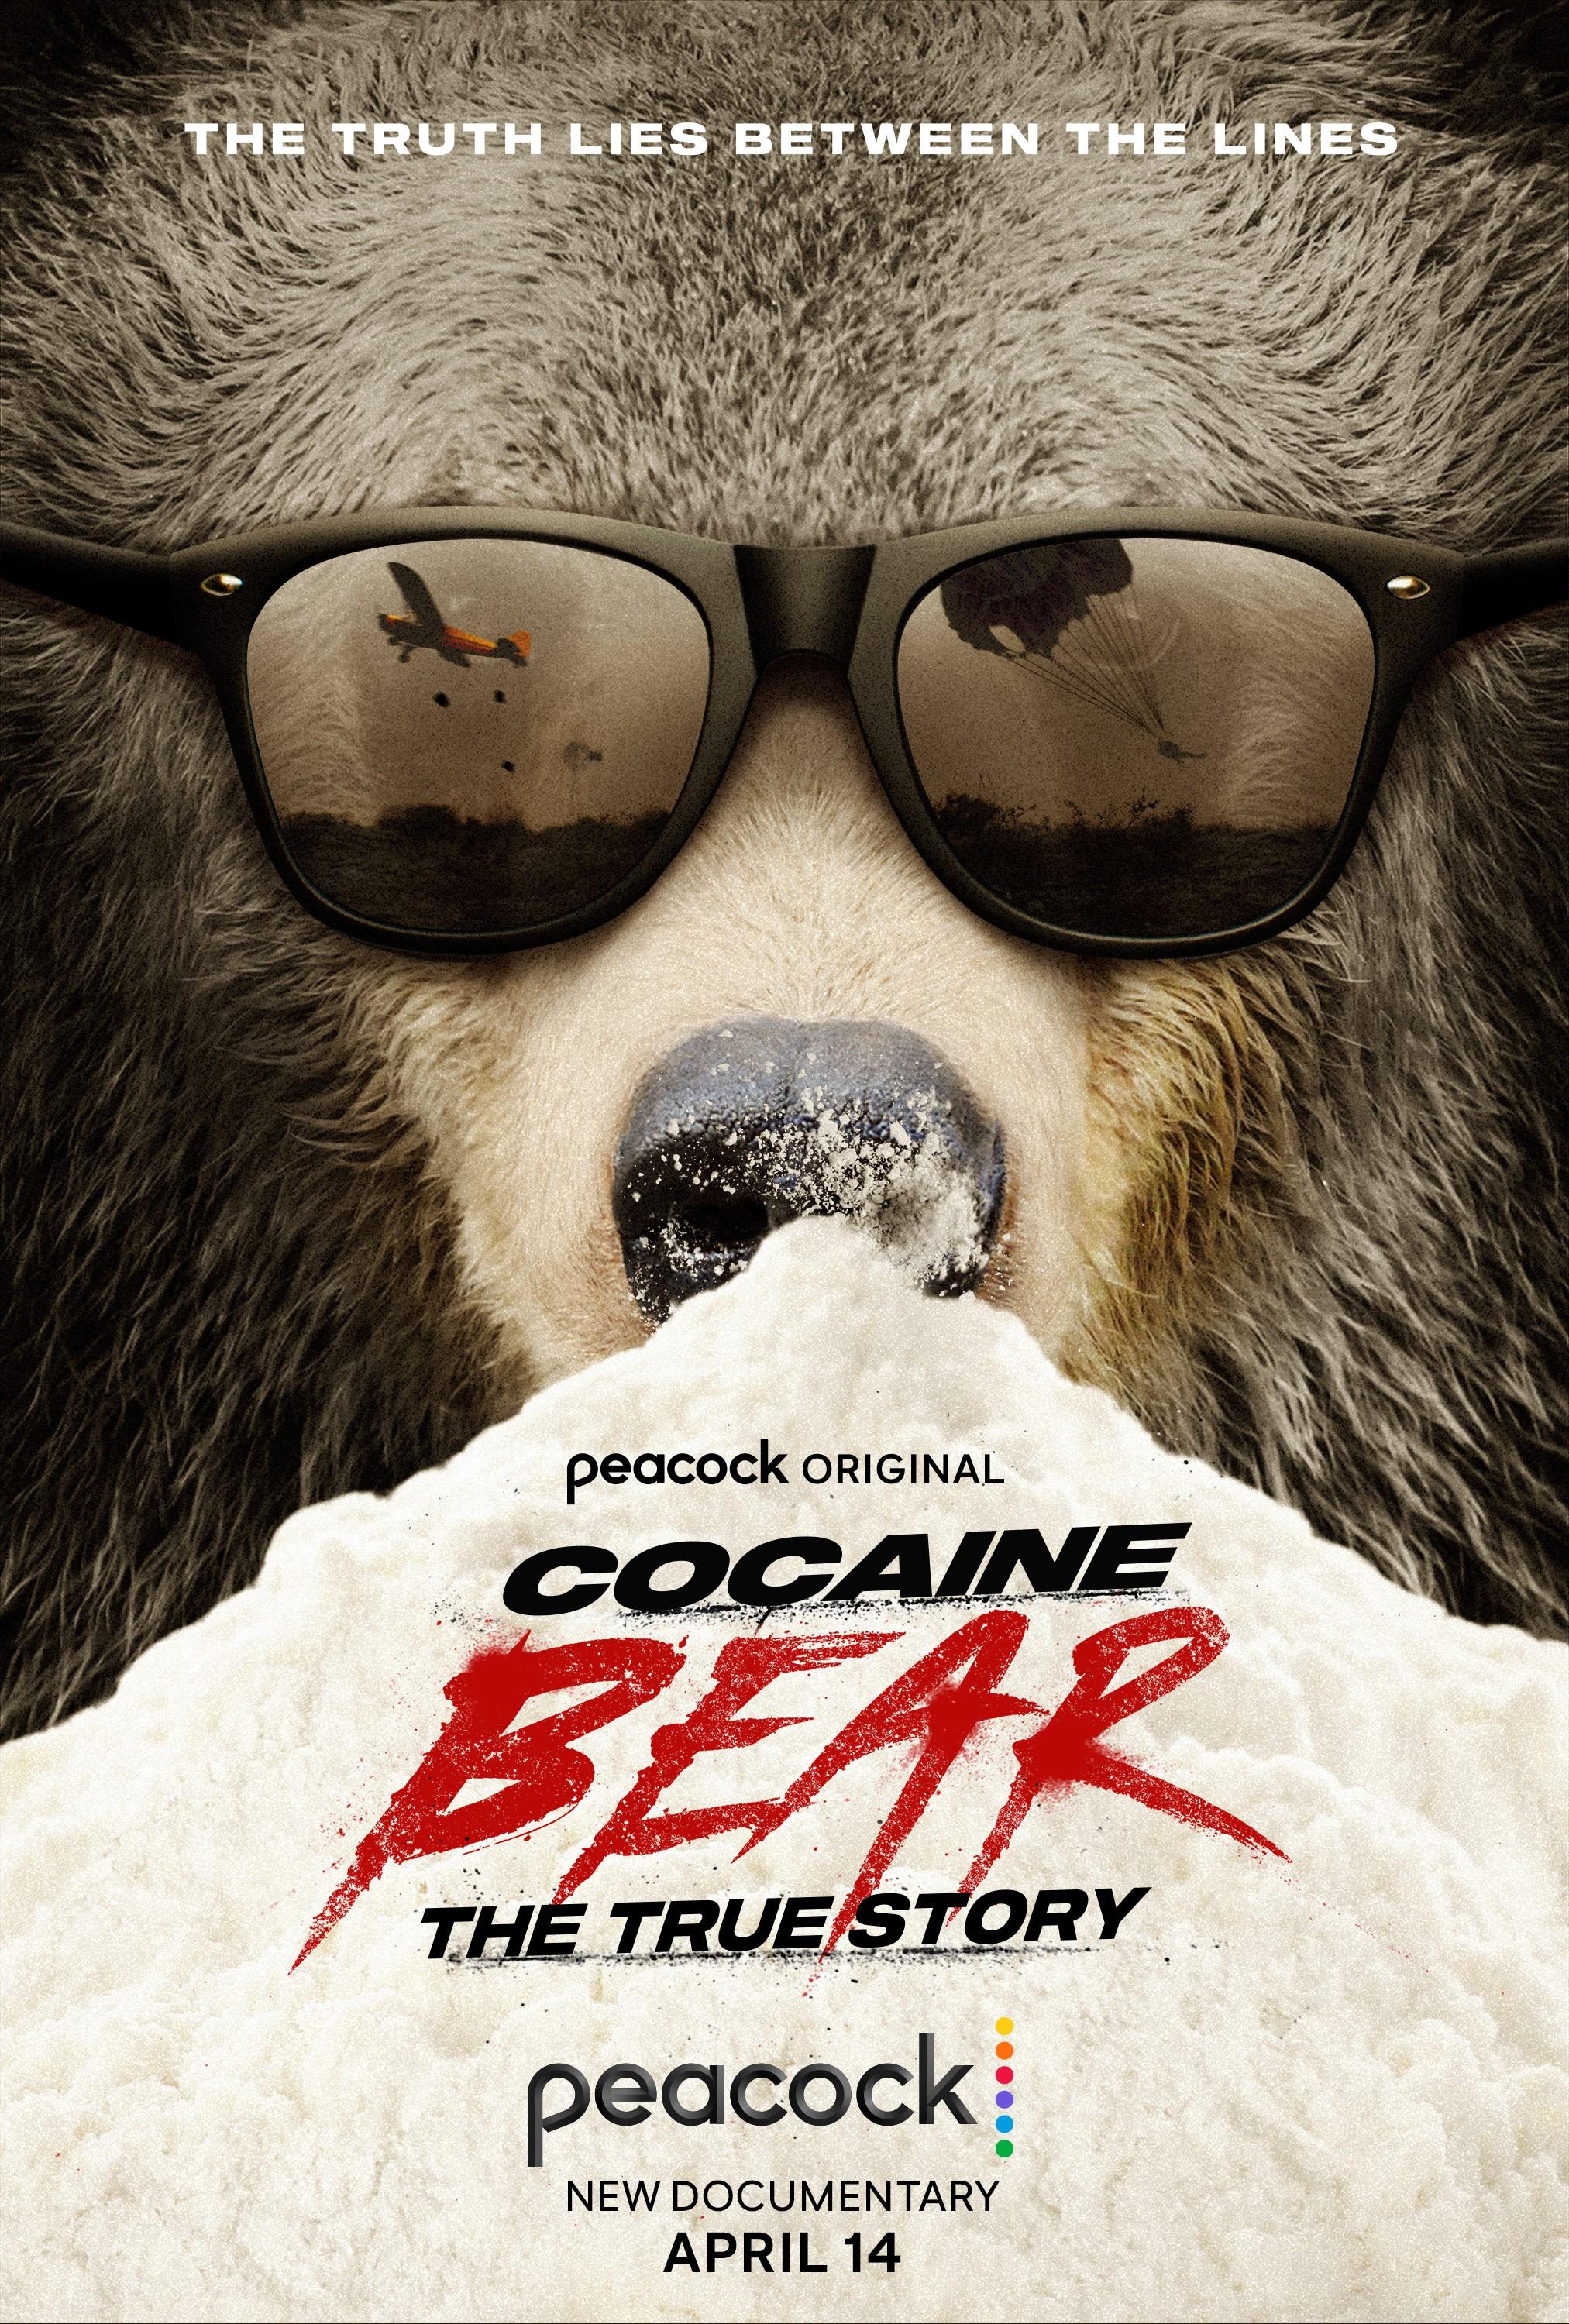 THE TRUTH LIES BETWEEN THE LINES
peacock ORIGINAL
COCAINE
BEAR
THE TRUE STORY
peacock
NEW DOCUMENTARY
APRIL 14